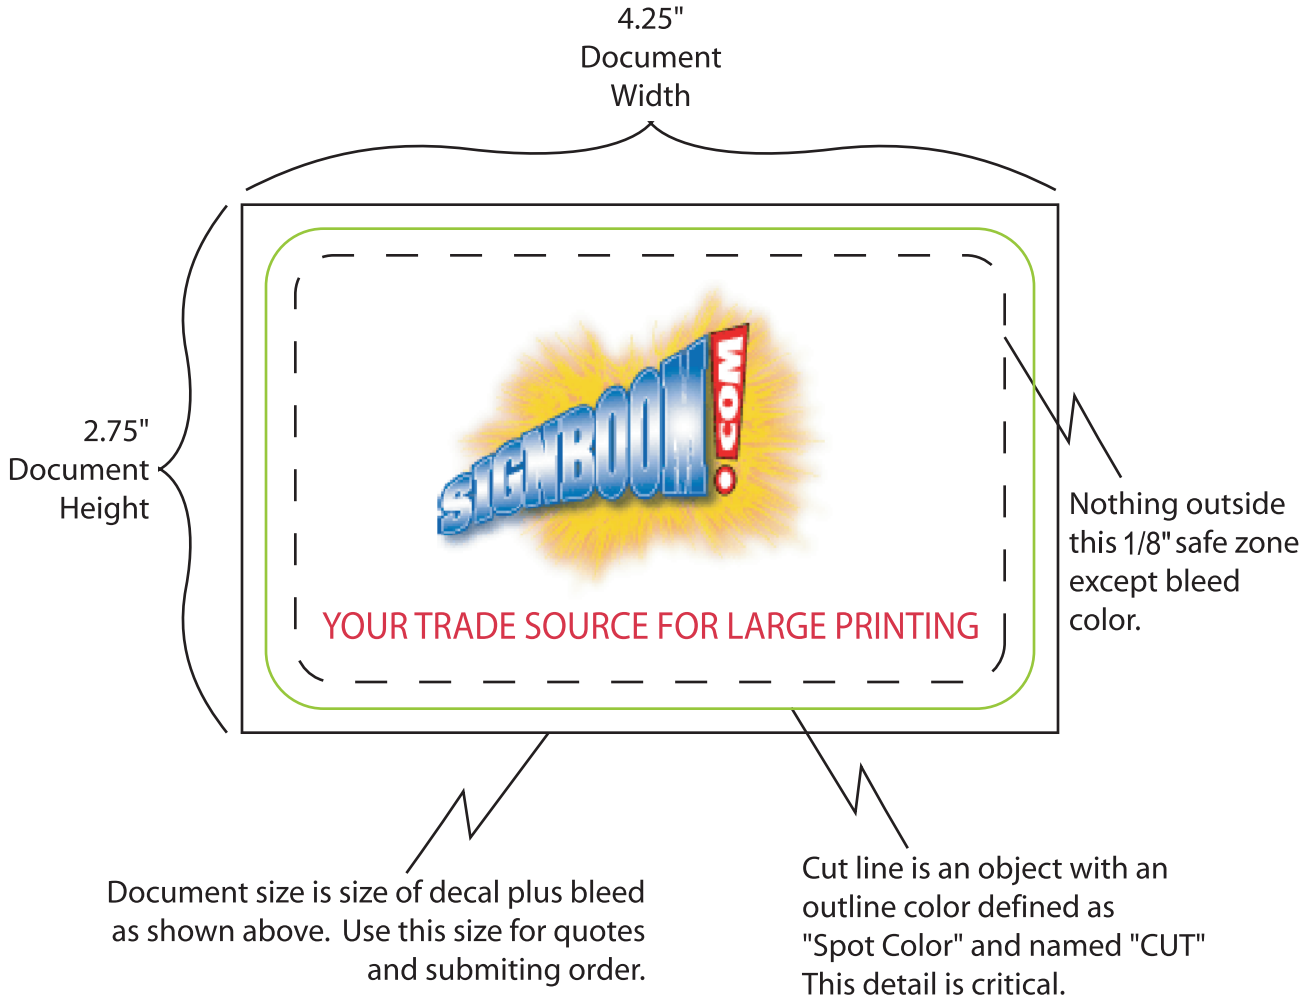 4.25"
Document
Width
2.75"
Document
Height
SIGNBOOM!.COM
YOUR TRADE SOURCE FOR LARGE PRINTING
Nothing outside
this 1/8" safe zone
except bleed
color.
Document size is size of decal plus bleed
as shown above. Use this size for quotes
and submiting order.
Cut line is an object with an
outline color defined as
"Spot Color" and named "CUT"
This detail is critical.